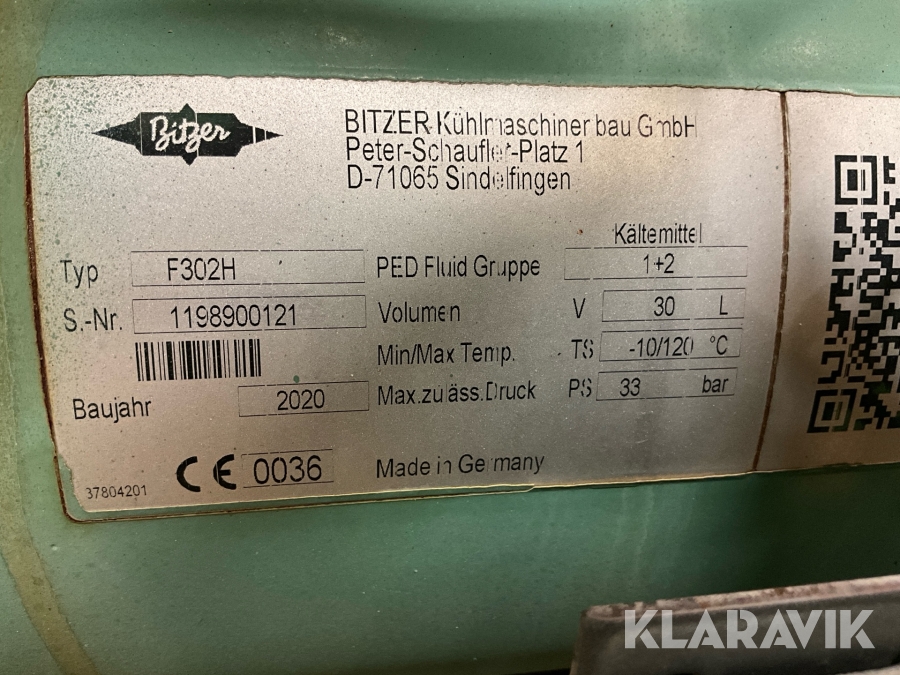 Bitzer
BITZER Kühlmaschinenbau GmbH
Peter-Schaufler-Platz 1
D-71065 Sindelfingen
Kältemittel
Typ F302H PED Fluid Gruppe 1+2
S.-Nr. 1198900121 Volumen V 30 L
Min/Max Temp. TS -10/120 °C
Baujahr 2020 Max.zuläss.Druck PS 33 bar
CE 0036 Made in Germany
37804201
KLARAVIK